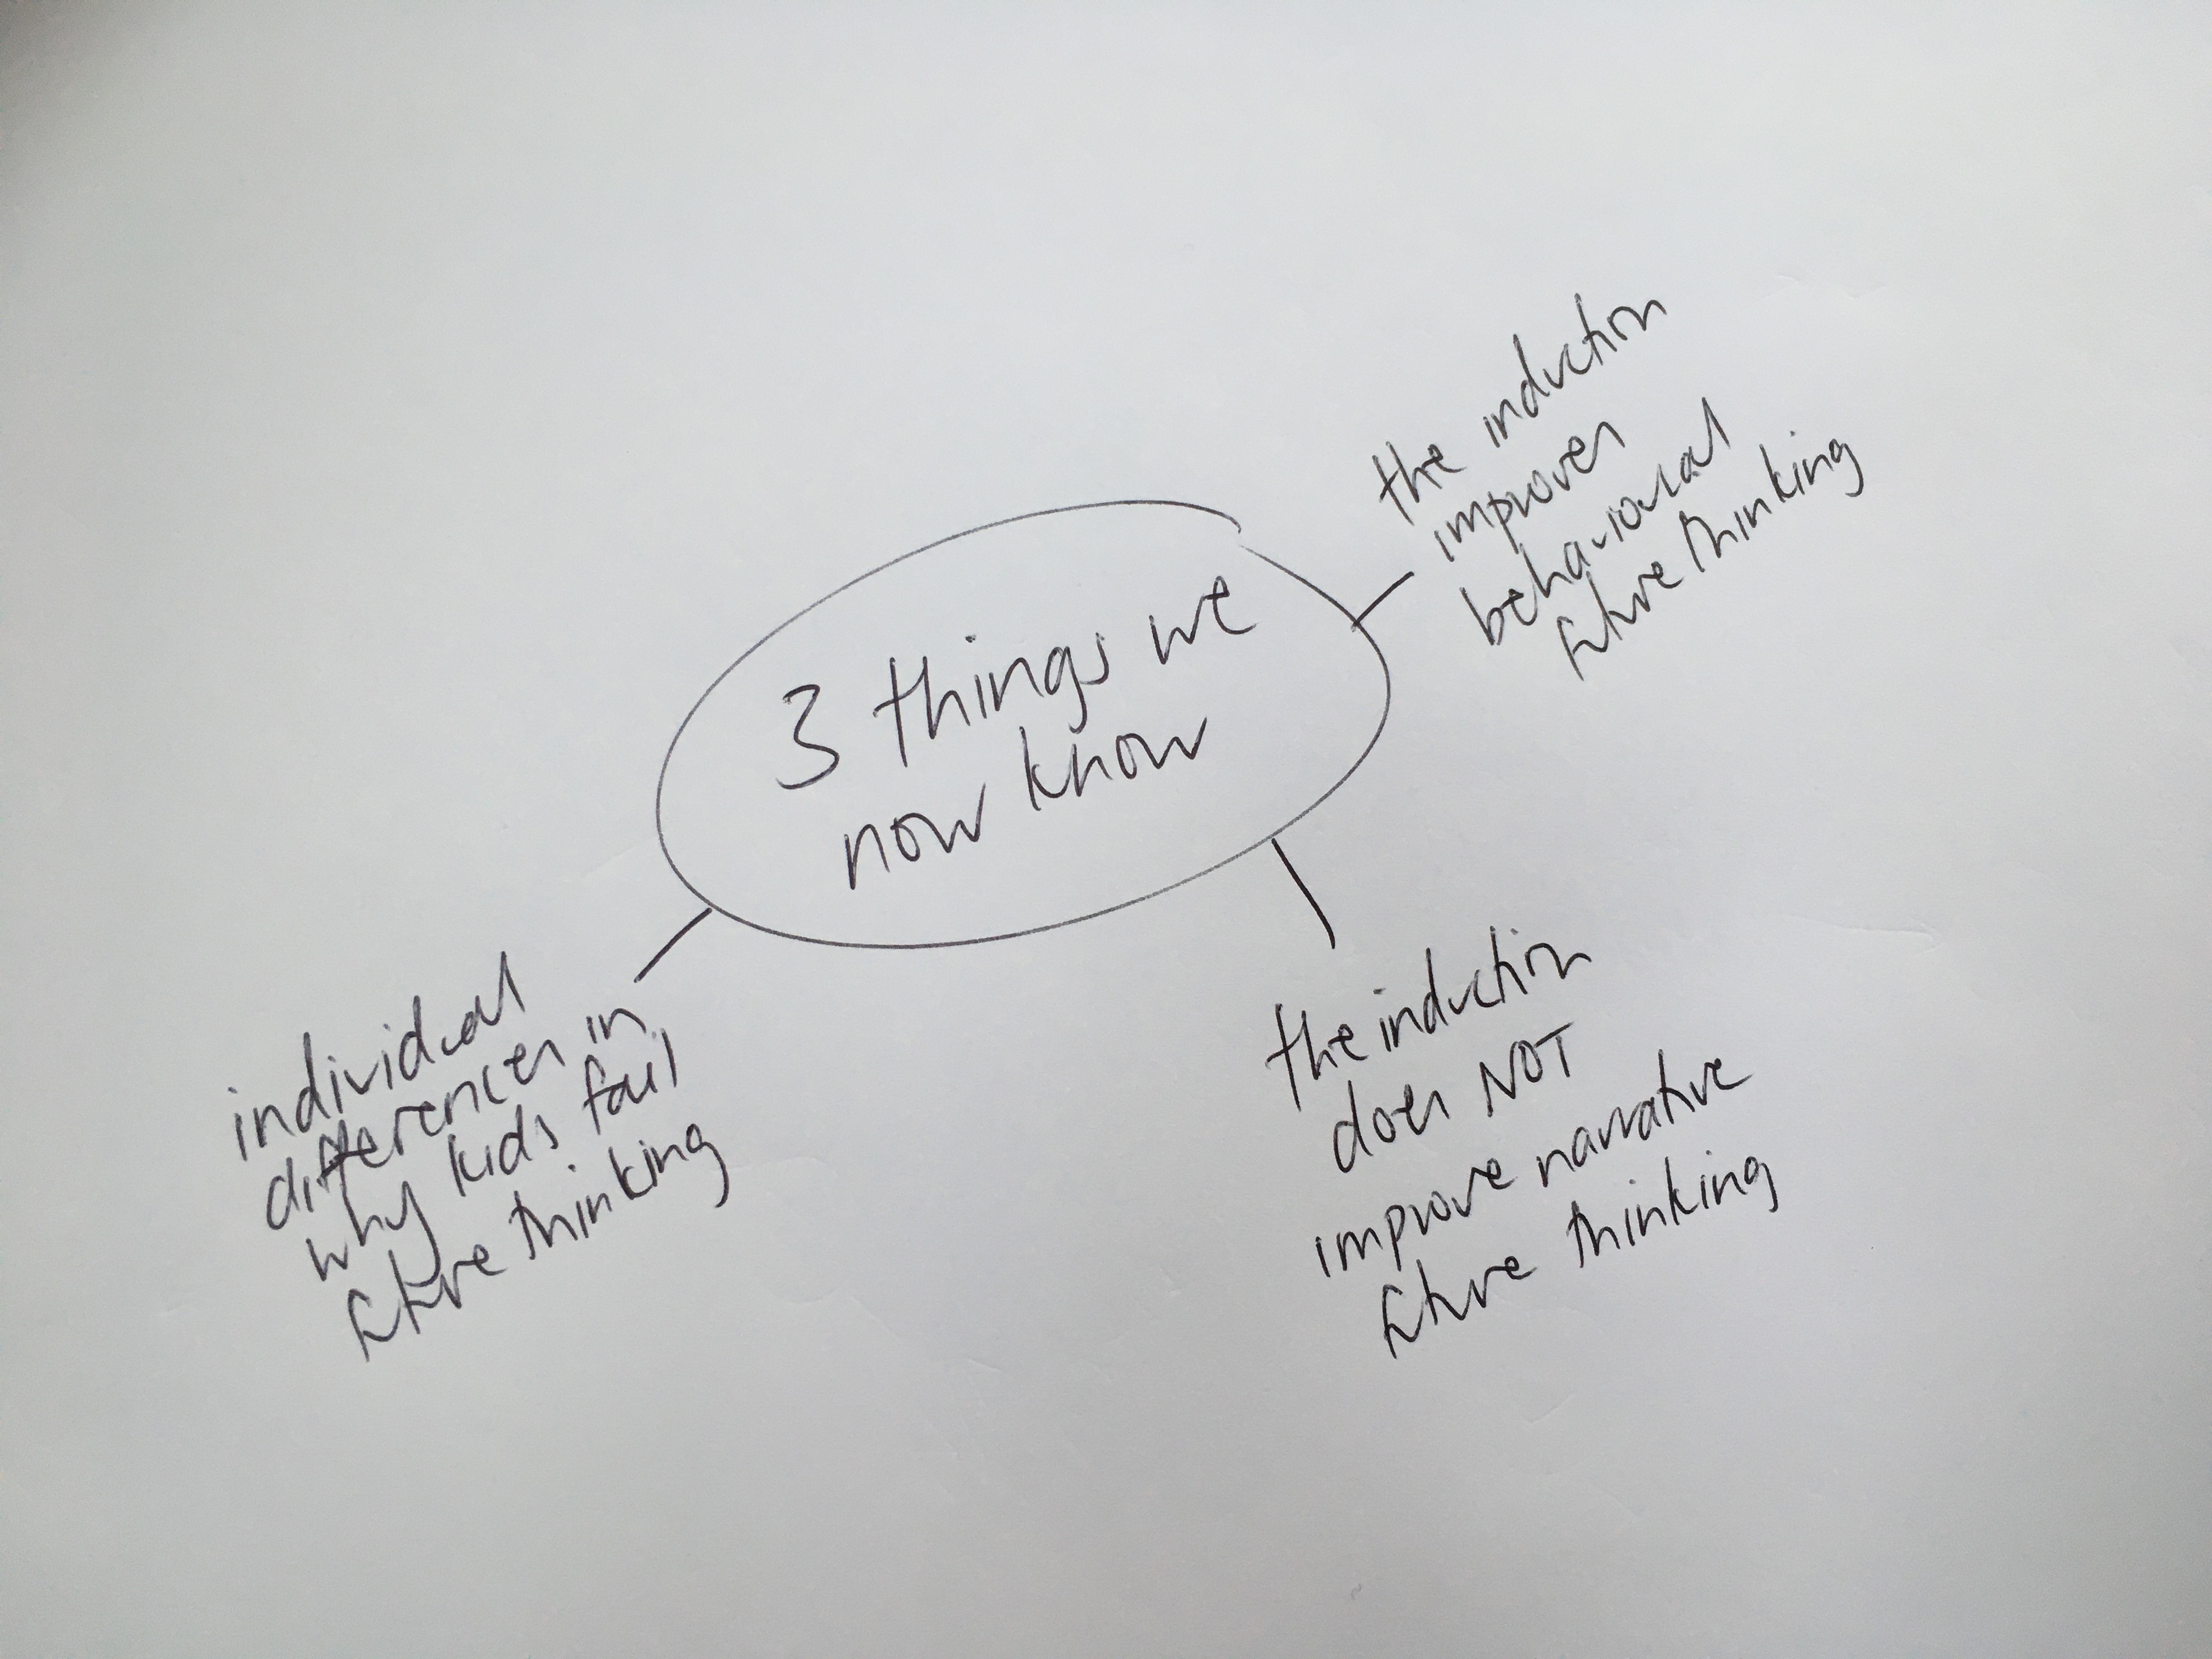 3 things we
now know
the induction
improves
behavioural
future thinking
the induction
does NOT
improve narrative
future thinking
individual
differences in
why kids fail
future thinking